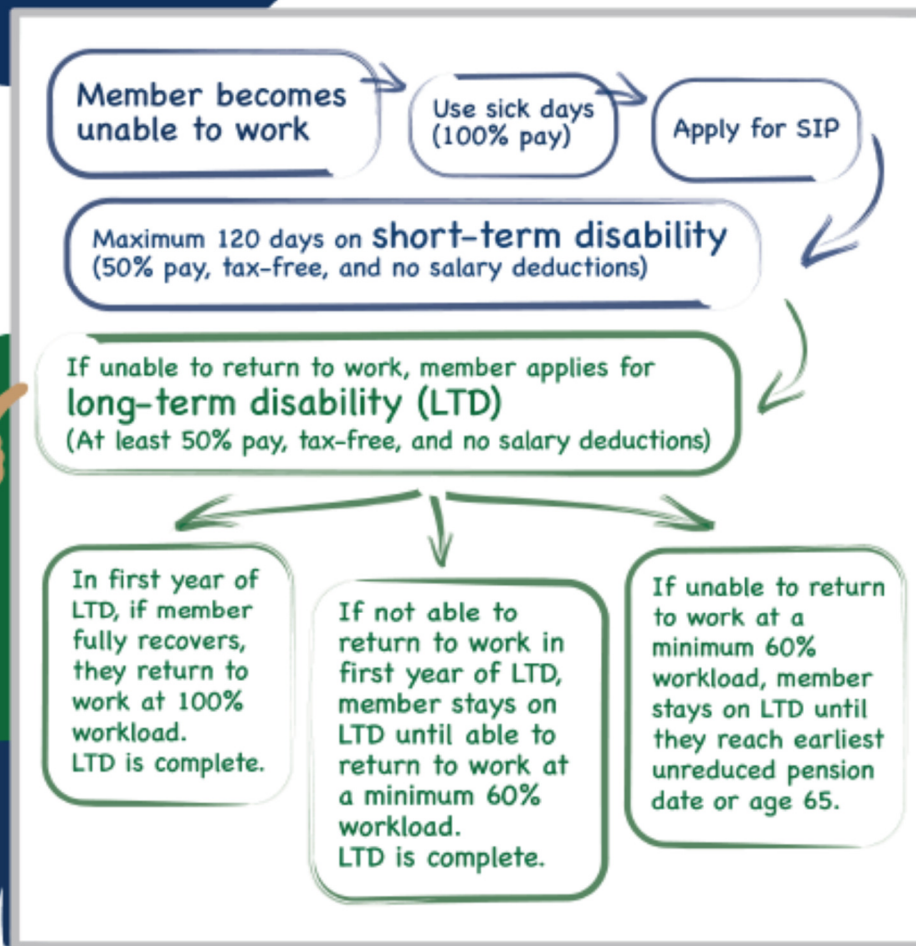 Member becomes
unable to work
Use sick days
(100% pay)
Apply for SIP
Maximum 120 days on short-term disability
(50% pay, tax-free, and no salary deductions)
If unable to return to work, member applies for
long-term disability (LTD)
(At least 50% pay, tax-free, and no salary deductions)
In first year of
LTD, if member
fully recovers,
they return to
work at 100%
workload.
LTD is complete.
If not able to
return to work in
first year of LTD,
member stays on
LTD until able to
return to work at
a minimum 60%
workload.
LTD is complete.
If unable to return
to work at a
minimum 60%
workload, member
stays on LTD until
they reach earliest
unreduced pension
date or age 65.